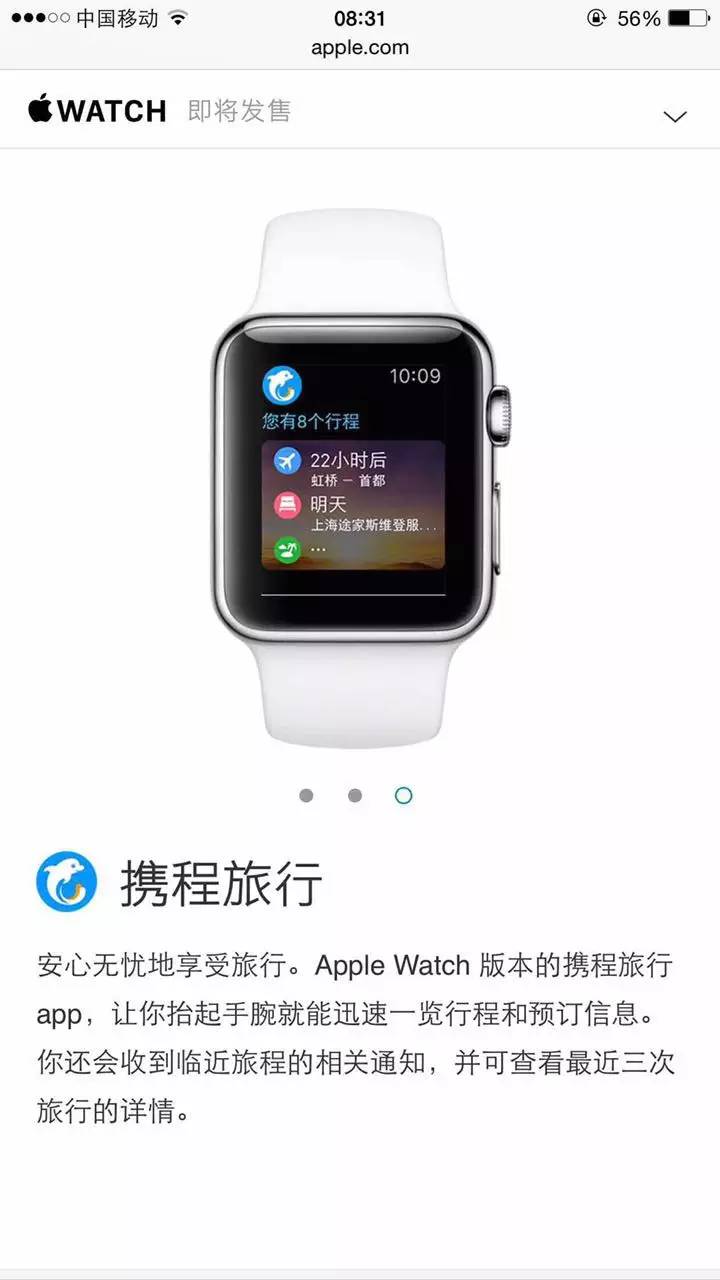 中国移动 08:31 56%
apple.com
WATCH 即将发售
10:09
您有8个行程
22小时后
虹桥 － 首都
明天
上海途家斯维登服...
...
携程旅行
安心无忧地享受旅行。Apple Watch 版本的携程旅行
app，让你抬起手腕就能迅速一览行程和预订信息。
你还会收到临近旅程的相关通知，并可查看最近三次
旅行的详情。